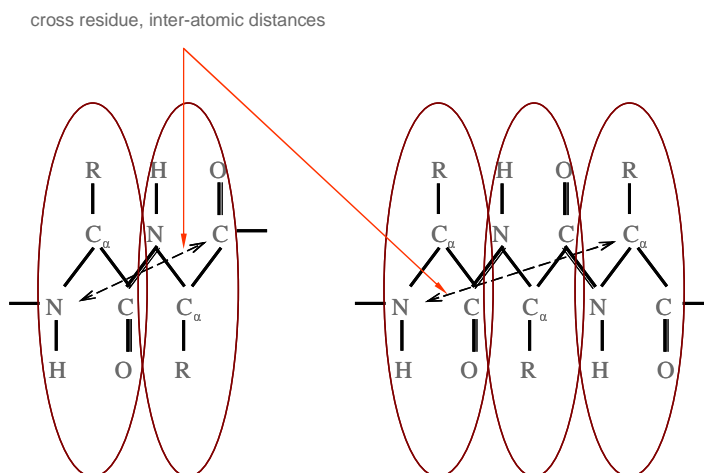 cross residue, inter-atomic distances
R H O R H O R
Cα N C Cα N C Cα
N C Cα N C Cα N C
H O R H O R H O